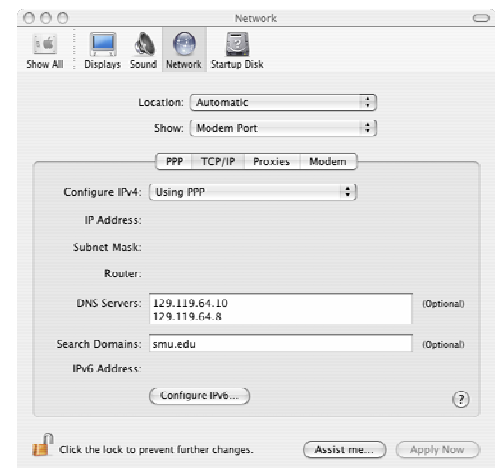 Network
Show All Displays Sound Network Startup Disk
Location: Automatic
Show: Modem Port
PPP TCP/IP Proxies Modem
Configure IPv4: Using PPP
IP Address:
Subnet Mask:
Router:
DNS Servers: 129.119.64.10 (Optional)
129.119.64.8
Search Domains: smu.edu (Optional)
IPv6 Address:
Configure IPv6... ?
Click the lock to prevent further changes. Assist me... Apply Now